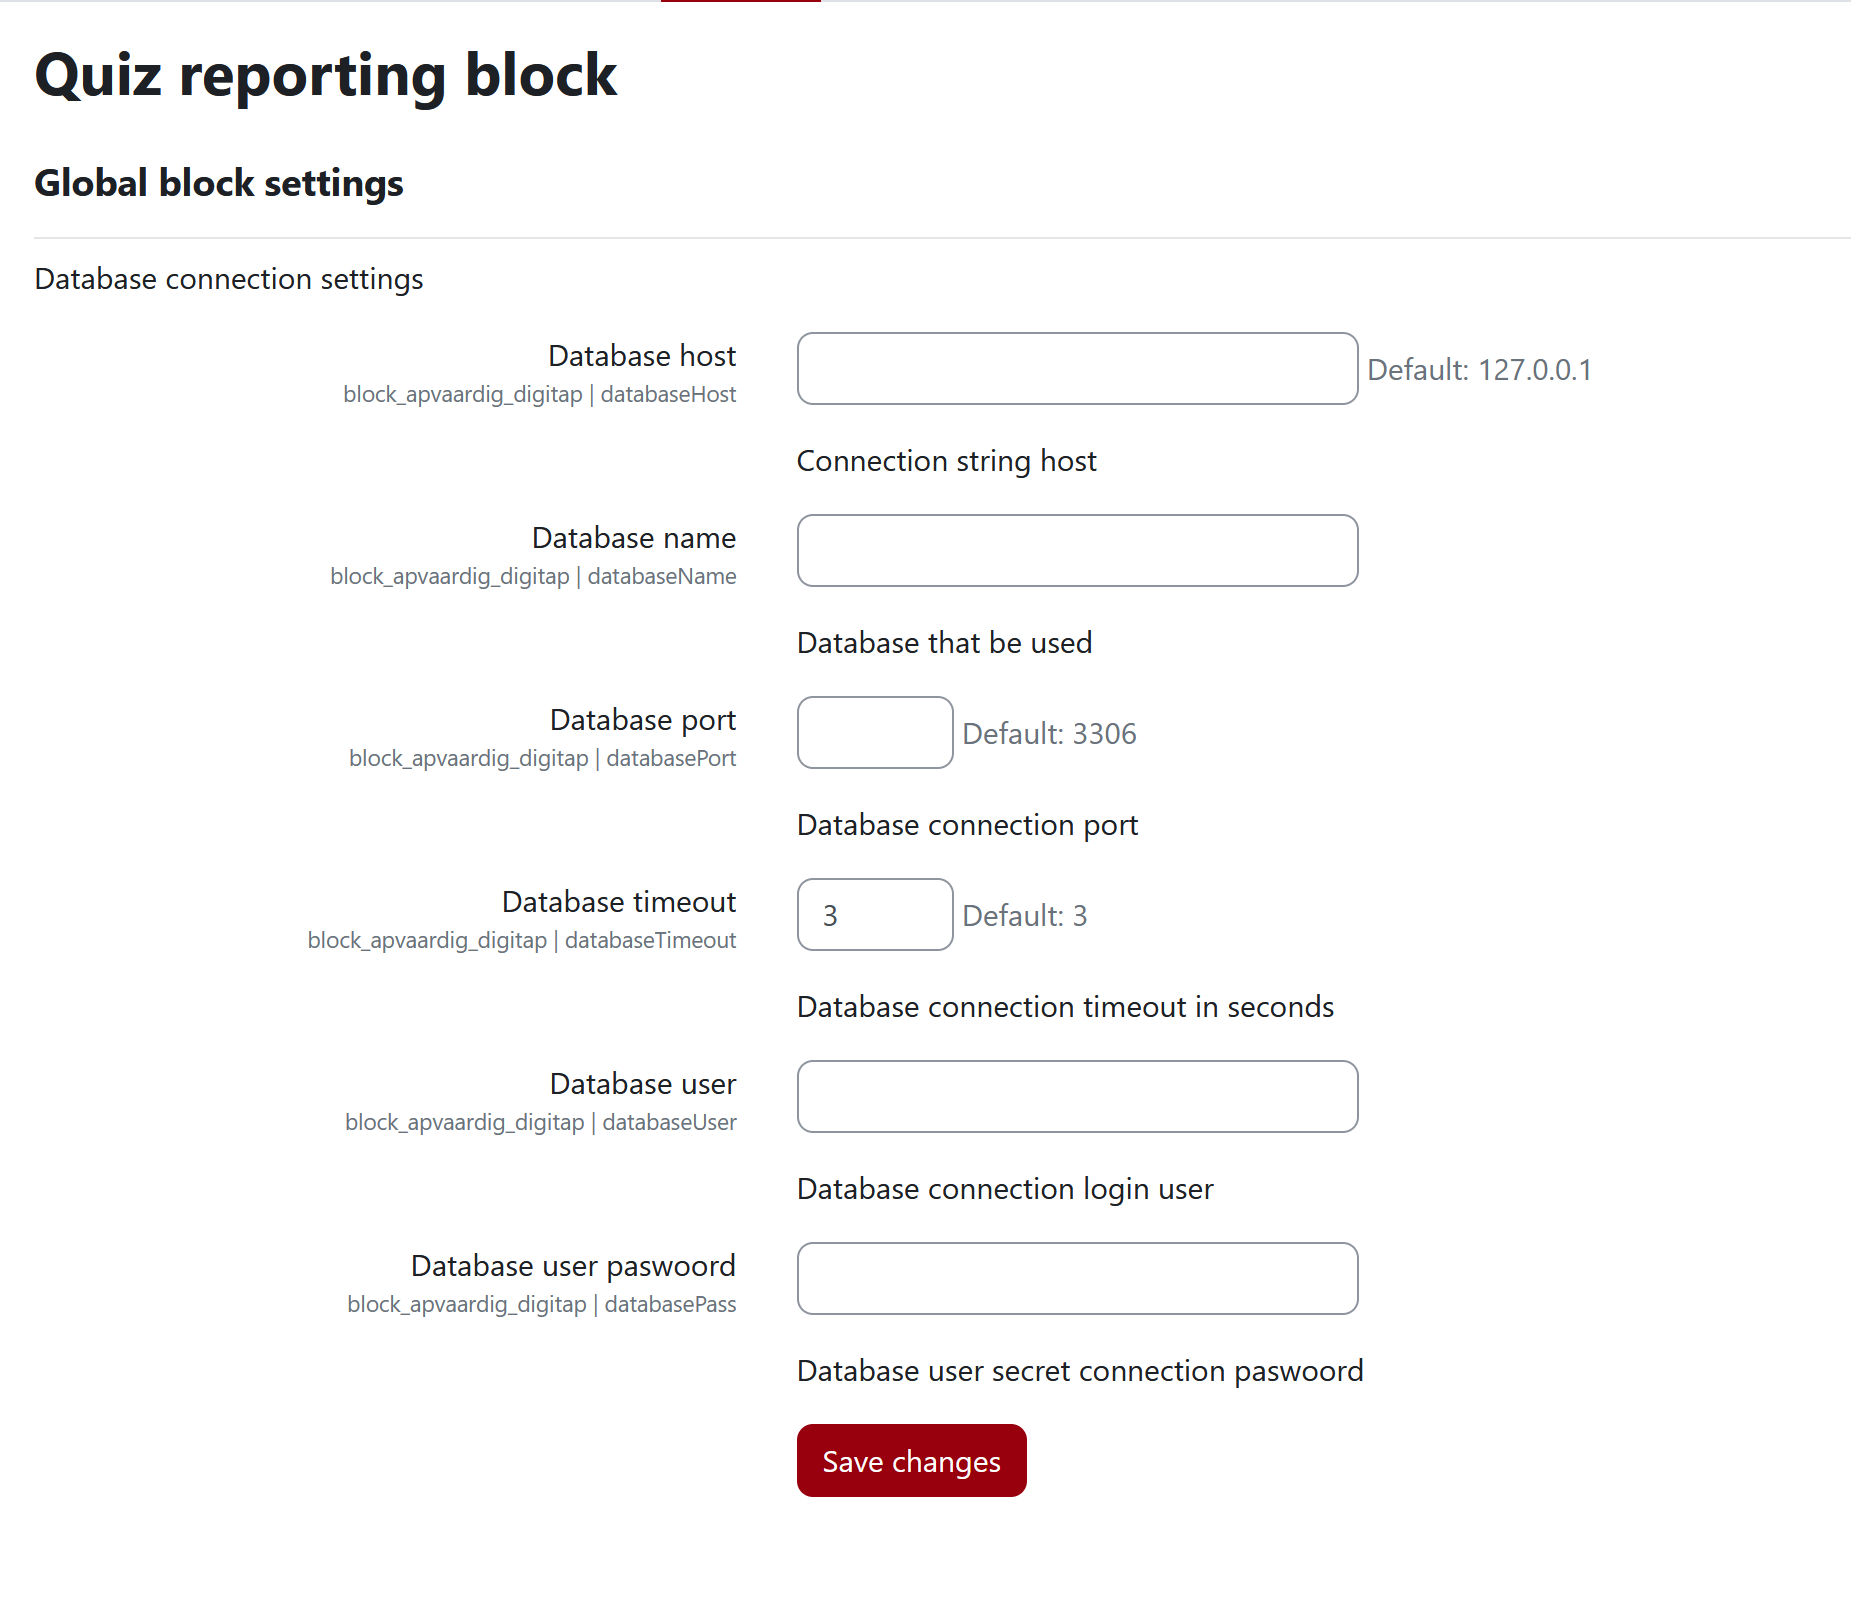 Quiz reporting block
Global block settings
Database connection settings
Database host
block_apvaardig_digitap | databaseHost
Default: 127.0.0.1
Connection string host
Database name
block_apvaardig_digitap | databaseName
Database that be used
Database port
block_apvaardig_digitap | databasePort
Default: 3306
Database connection port
Database timeout
block_apvaardig_digitap | databaseTimeout
3
Default: 3
Database connection timeout in seconds
Database user
block_apvaardig_digitap | databaseUser
Database connection login user
Database user paswoord
block_apvaardig_digitap | databasePass
Database user secret connection paswoord
Save changes